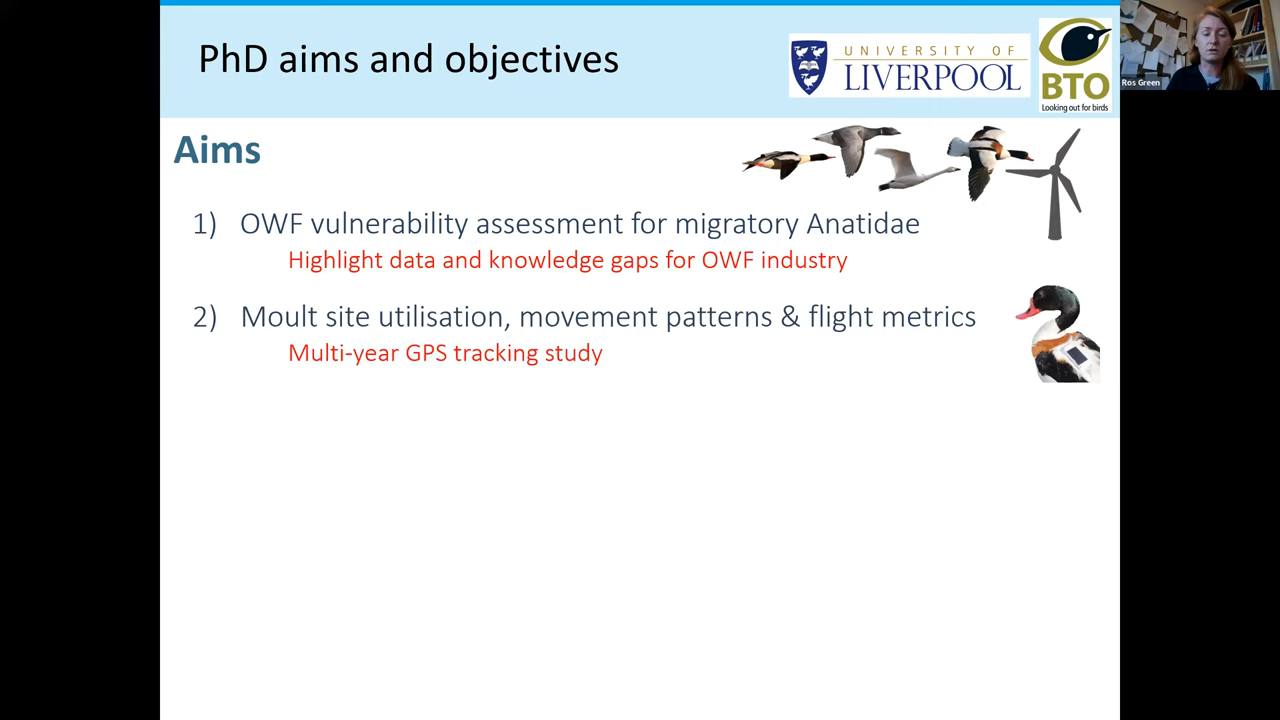 PhD aims and objectives
UNIVERSITY OF
LIVERPOOL
BTO
Looking out for birds
Ros Green
Aims
1) OWF vulnerability assessment for migratory Anatidae
Highlight data and knowledge gaps for OWF industry
2) Moult site utilisation, movement patterns & flight metrics
Multi-year GPS tracking study